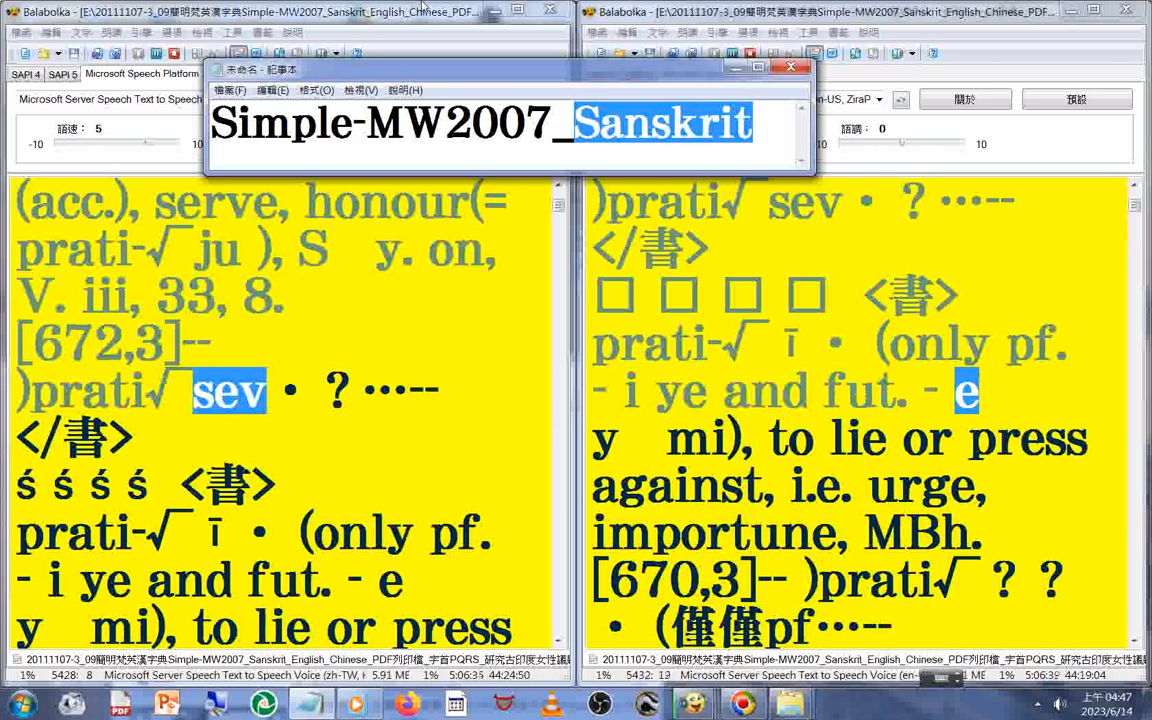 Balabolka - [E:\20111107-3_09簡明梵英漢字典Simple-MW2007_Sanskrit_English_Chinese_PDF...
Balabolka - [E:\20111107-3_09簡明梵英漢字典Simple-MW2007_Sanskrit_English_Chinese_PDF...
SAPI 4 SAPI 5 Microsoft Speech Platform
未命名 - 記事本
檔案(F) 編輯(E) 格式(O) 檢視(V) 說明(H)
Simple-MW2007_Sanskrit
Microsoft Server Speech Text to Speech
en-US, ZiraP
關於
預設
語速： 5
-10
10
語調： 0
10
(acc.), serve, honour(=
prati-√ ju ), S y. on,
V. iii, 33, 8.
[672,3]--
)prati√ sev • ? …--
</書>
ś ś ś ś <書>
prati-√ ī • (only pf.
- i ye and fut. - e
y mi), to lie or press
)prati√ sev • ? …--
</書>
□ □ □ □ <書>
prati-√ ī • (only pf.
- i ye and fut. - e
y mi), to lie or press
against, i.e. urge,
importune, MBh.
[670,3]-- )prati√ ? ?
• (僅僅pf…--
20111107-3_09簡明梵英漢字典Simple-MW2007_Sanskrit_English_Chinese_PDF列印檔_字首PQRS_研究古印度女性議
1% 5428: 8 Microsoft Server Speech Text to Speech Voice (zh-TW, H 5.91 ME 1% 5:06:35 44:24:50
20111107-3_09簡明梵英漢字典Simple-MW2007_Sanskrit_English_Chinese_PDF列印檔_字首PQRS_研究古印度女性議
1% 5432: 19 Microsoft Server Speech Text to Speech Voice (en-US 5.91 ME 1% 5:06:39 44:19:04
上午 04:47
2023/6/14